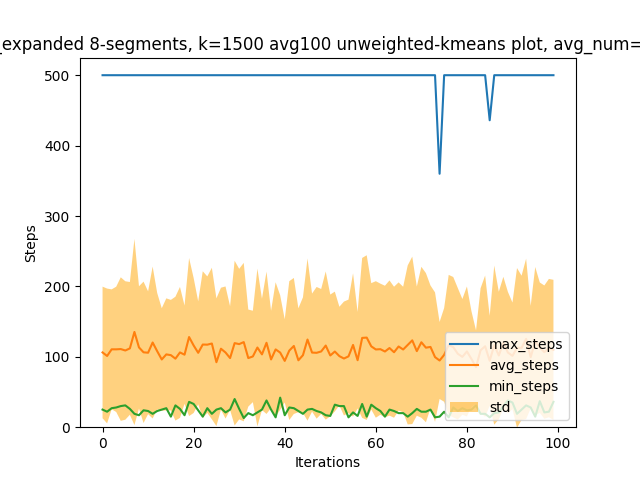 _expanded 8-segments, k=1500 avg100 unweighted-kmeans plot, avg_num=
500
400
300
200
100
0
Steps
0 20 40 60 80 100
Iterations
max_steps
avg_steps
min_steps
std